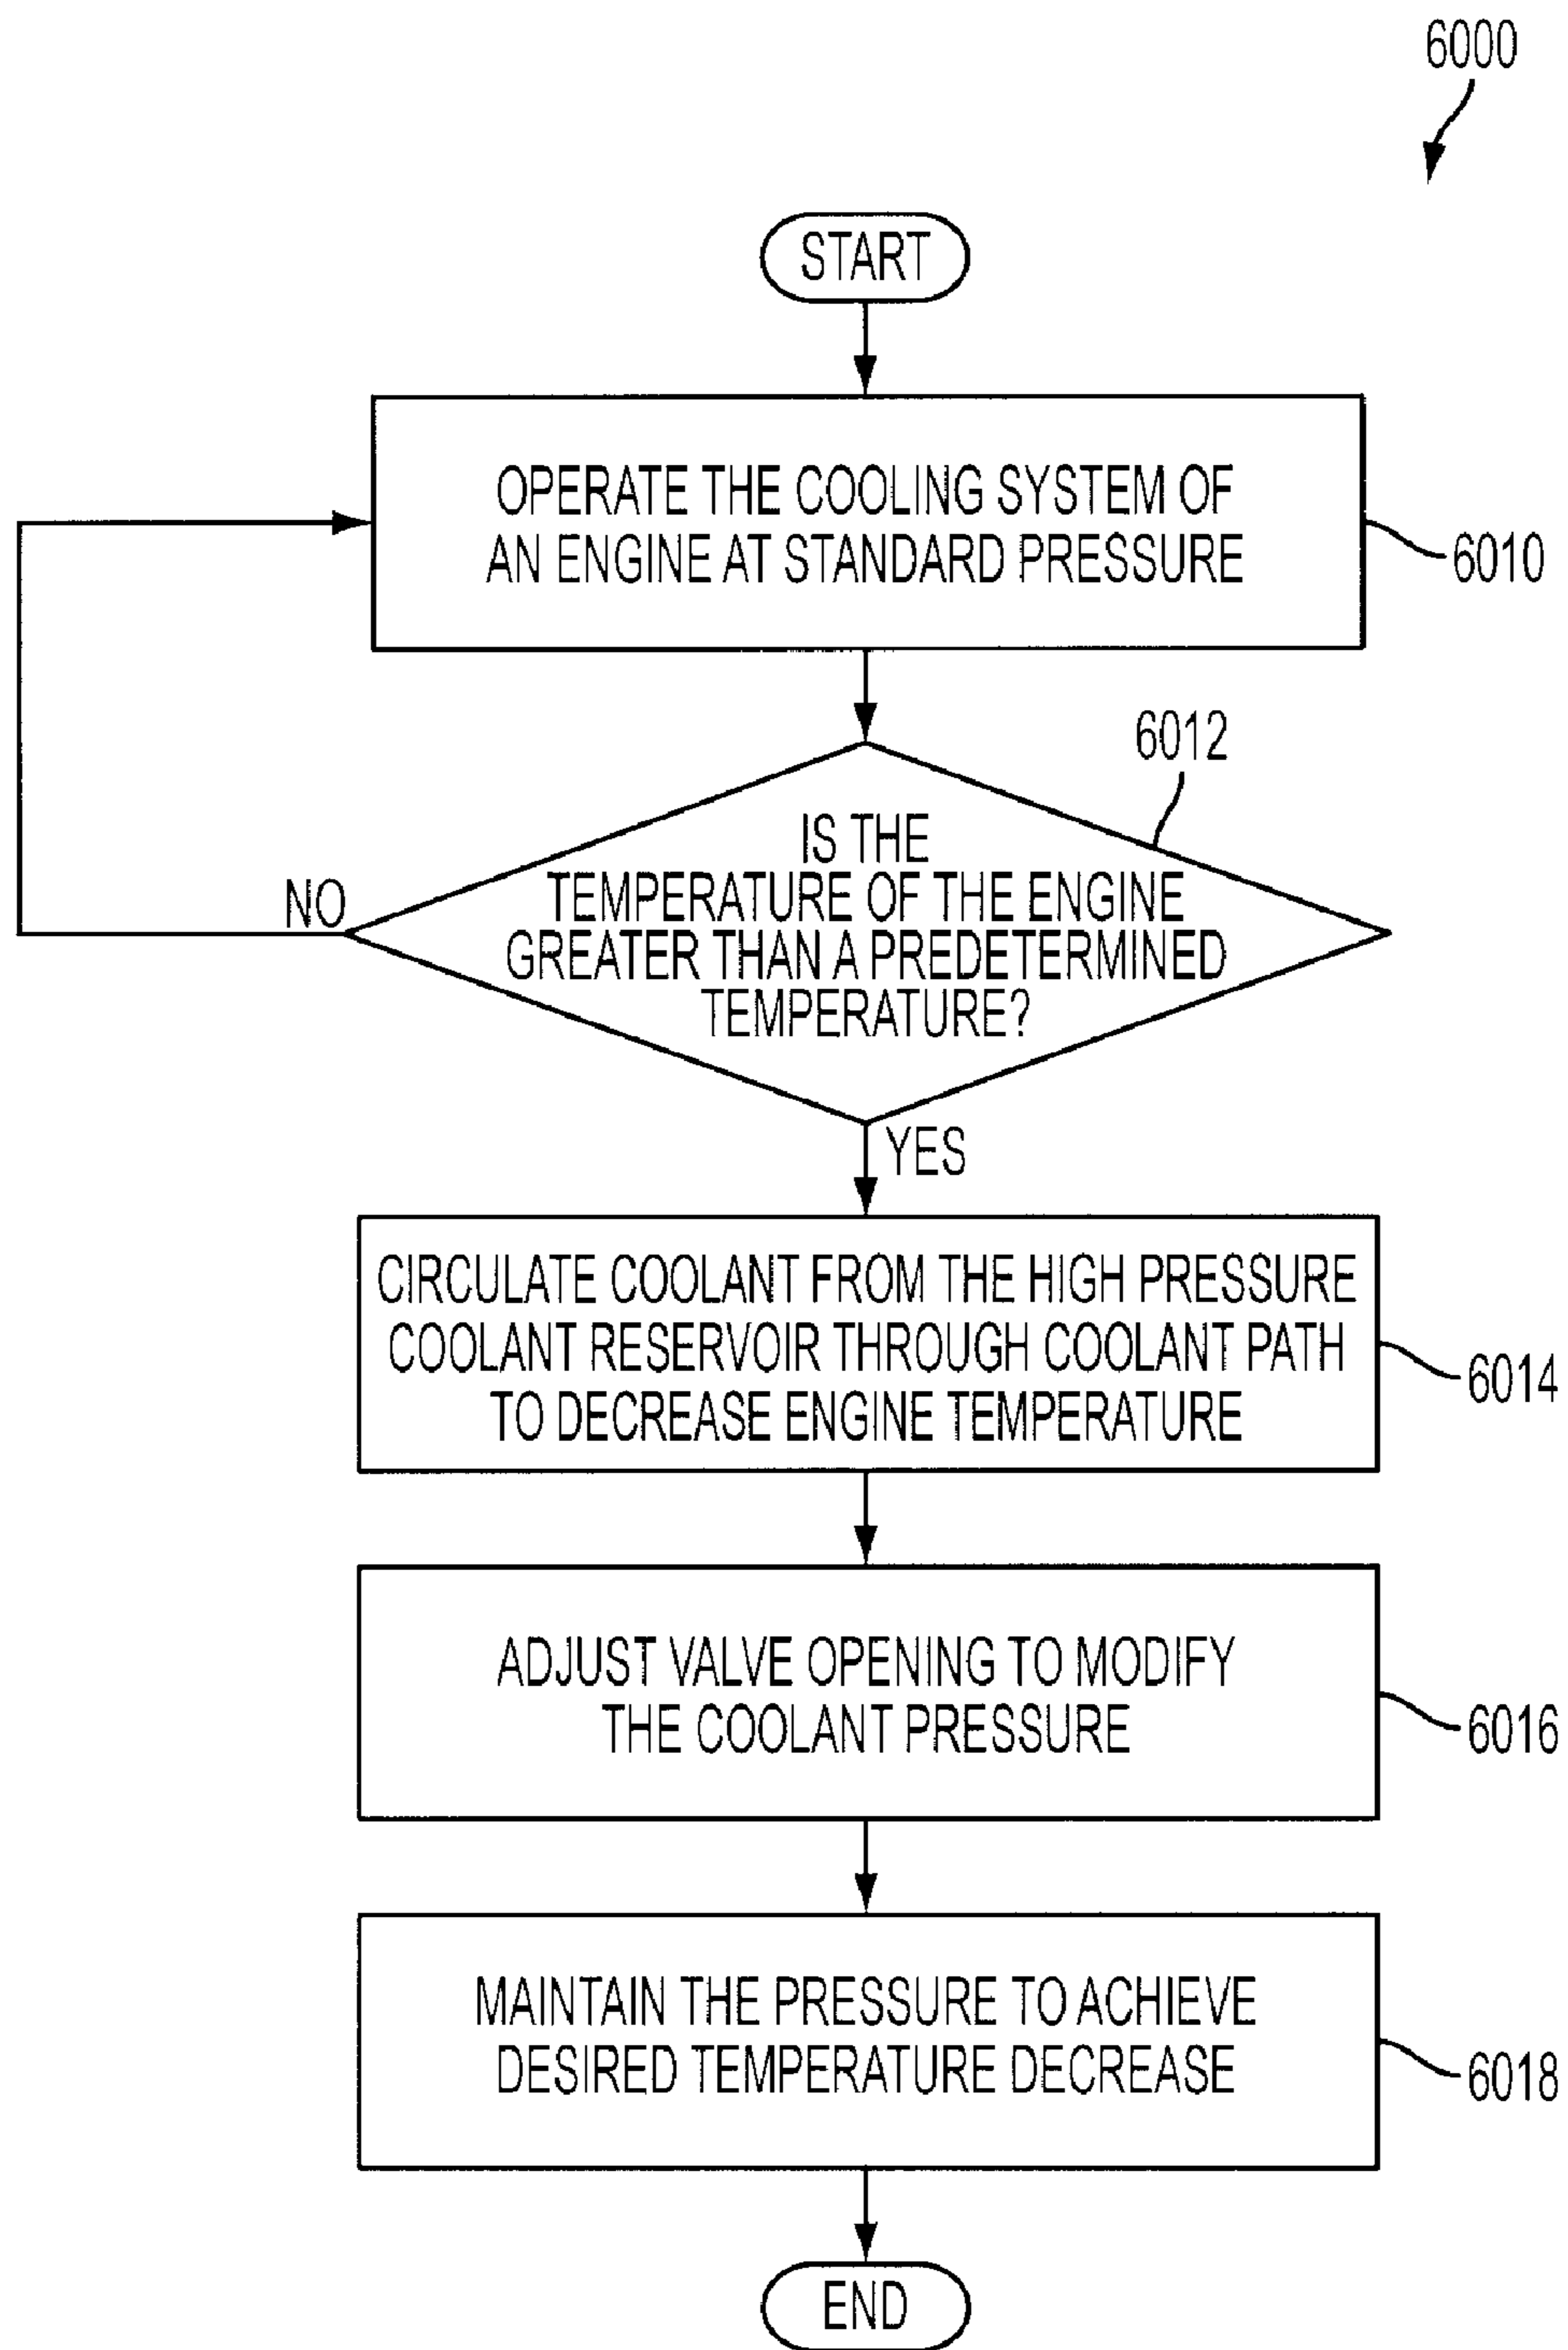 6000
START
OPERATE THE COOLING SYSTEM OF
AN ENGINE AT STANDARD PRESSURE
6010
6012
IS THE
TEMPERATURE OF THE ENGINE
GREATER THAN A PREDETERMINED
TEMPERATURE?
NO
YES
CIRCULATE COOLANT FROM THE HIGH PRESSURE
COOLANT RESERVOIR THROUGH COOLANT PATH
TO DECREASE ENGINE TEMPERATURE
6014
ADJUST VALVE OPENING TO MODIFY
THE COOLANT PRESSURE
6016
MAINTAIN THE PRESSURE TO ACHIEVE
DESIRED TEMPERATURE DECREASE
6018
END